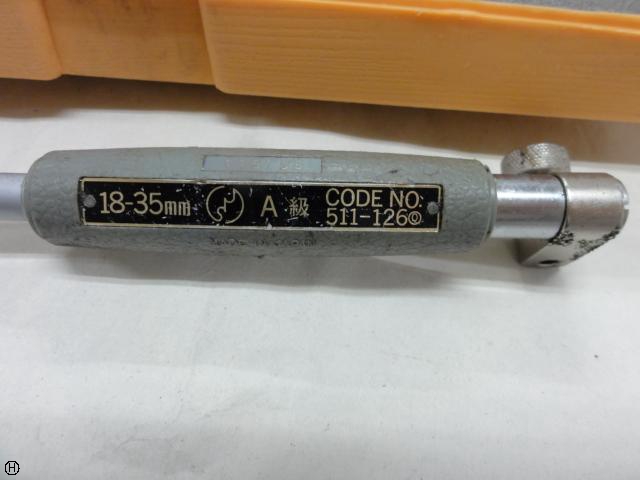 18-35mm
A 級
CODE NO.
511-126©
H